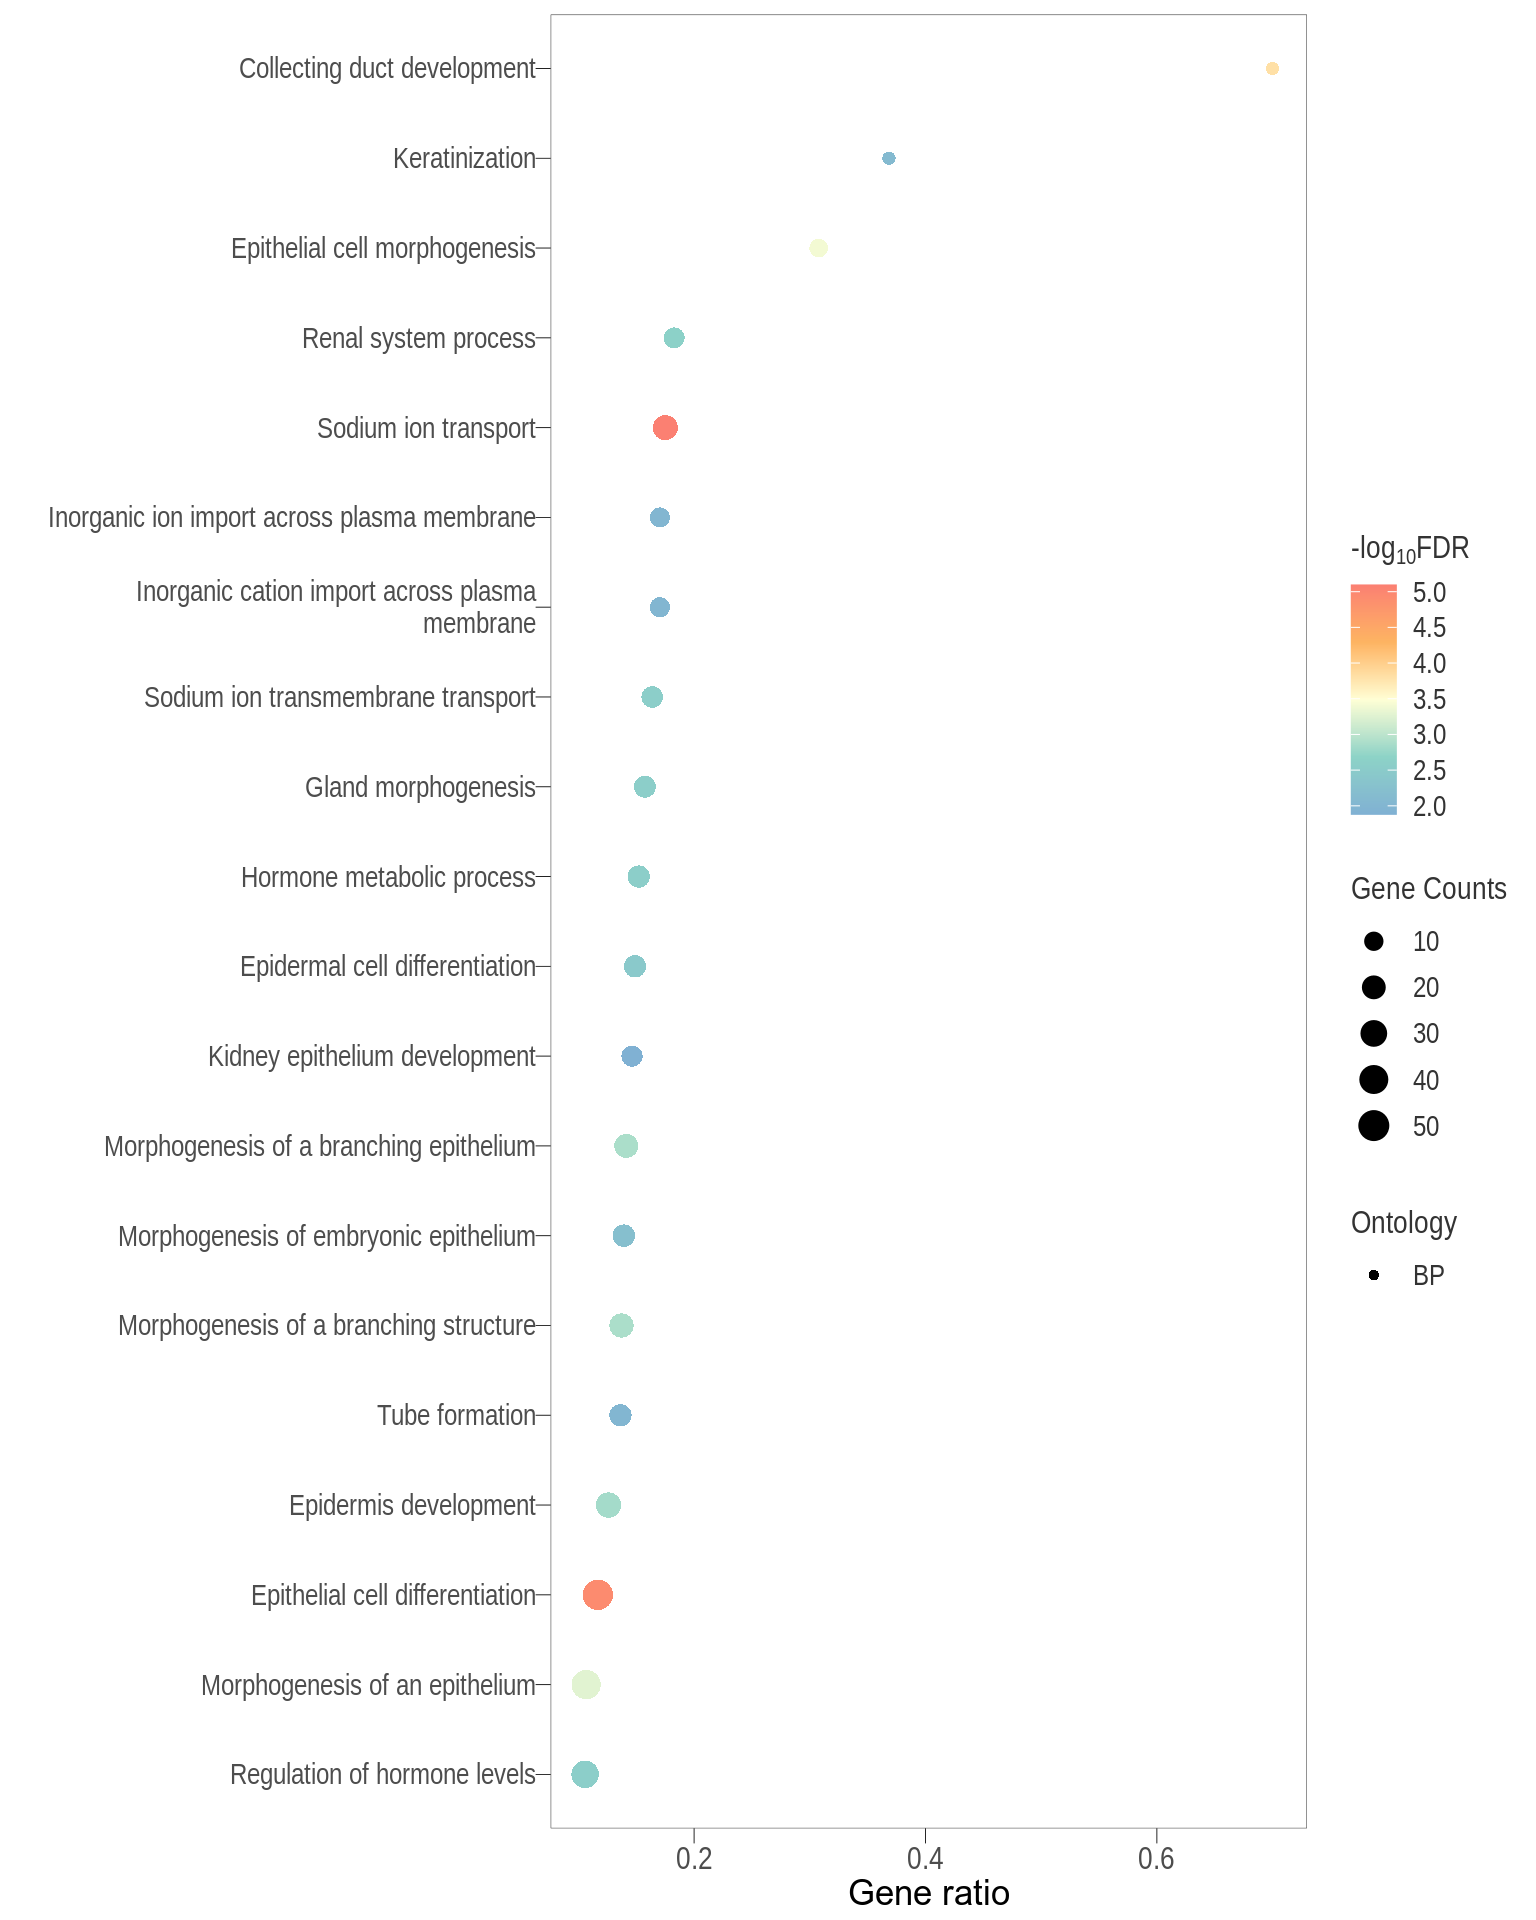 Collecting duct development
Keratinization
Epithelial cell morphogenesis
Renal system process
Sodium ion transport
Inorganic ion import across plasma membrane
Inorganic cation import across plasma
membrane
Sodium ion transmembrane transport
Gland morphogenesis
Hormone metabolic process
Epidermal cell differentiation
Kidney epithelium development
Morphogenesis of a branching epithelium
Morphogenesis of embryonic epithelium
Morphogenesis of a branching structure
Tube formation
Epidermis development
Epithelial cell differentiation
Morphogenesis of an epithelium
Regulation of hormone levels
0.2 0.4 0.6
Gene ratio
-log₁₀FDR
5.0
4.5
4.0
3.5
3.0
2.5
2.0
Gene Counts
10
20
30
40
50
Ontology
BP